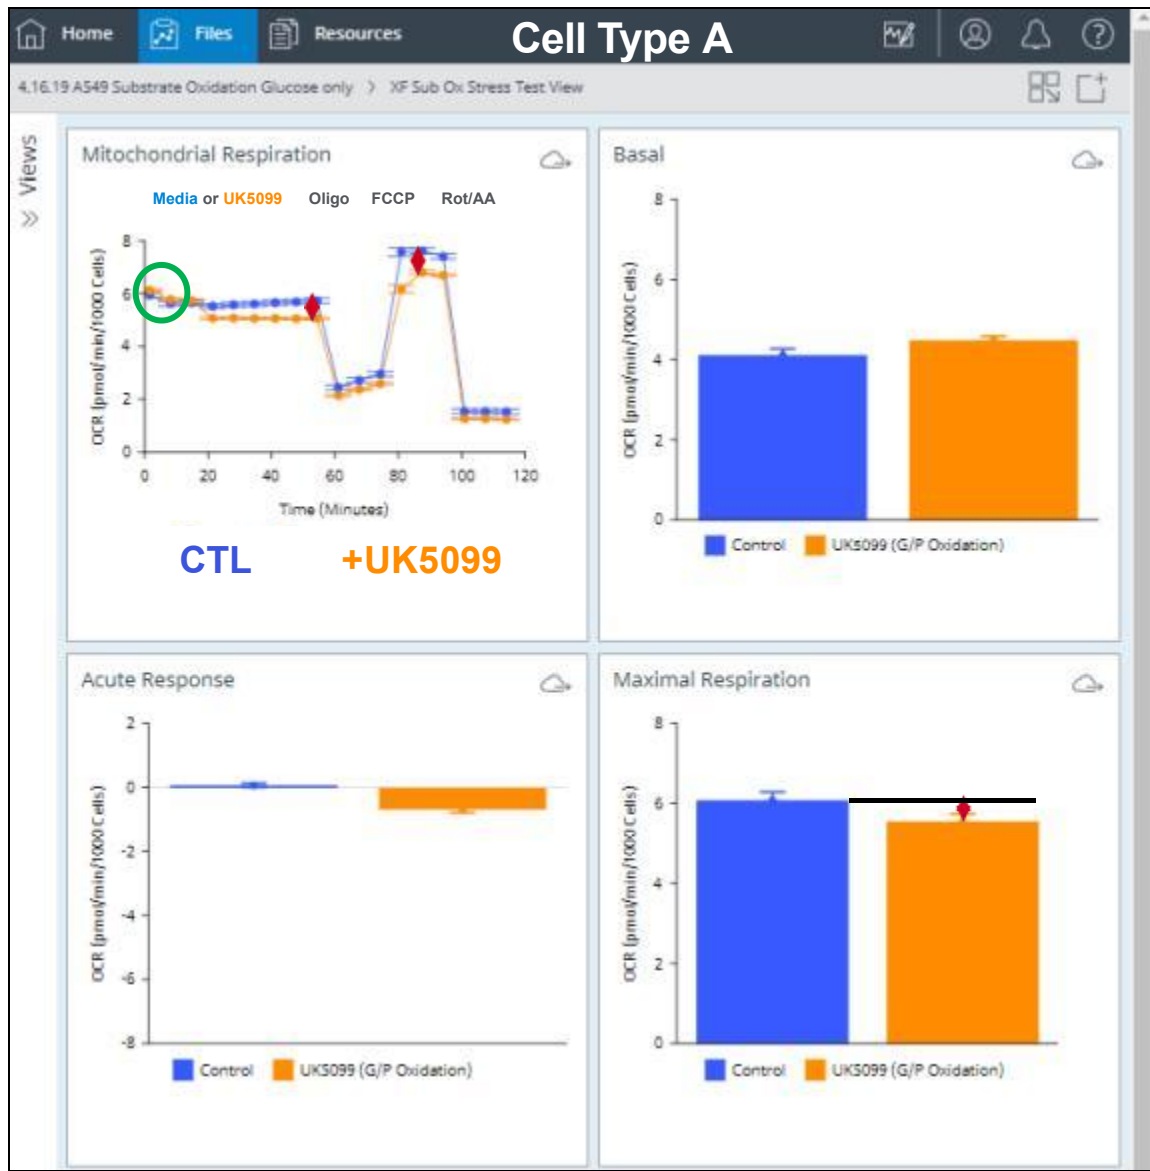 Home
Files
Resources
Cell Type A
4.16.19 A549 Substrate Oxidation Glucose only > XF Sub Ox Stress Test View
» Views
Mitochondrial Respiration
Media or UK5099 Oligo FCCP Rot/AA
OCR (pmol/min/1000 Cells)
8
6
4
2
0
0 20 40 60 80 100 120
Time (Minutes)
CTL +UK5099
Basal
OCR (pmol/min/1000 Cells)
8
6
4
2
0
Control UK5099 (G/P Oxidation)
Acute Response
OCR (pmol/min/1000 Cells)
2
0
-2
-4
-6
-8
Control UK5099 (G/P Oxidation)
Maximal Respiration
OCR (pmol/min/1000 Cells)
8
6
4
2
0
Control UK5099 (G/P Oxidation)